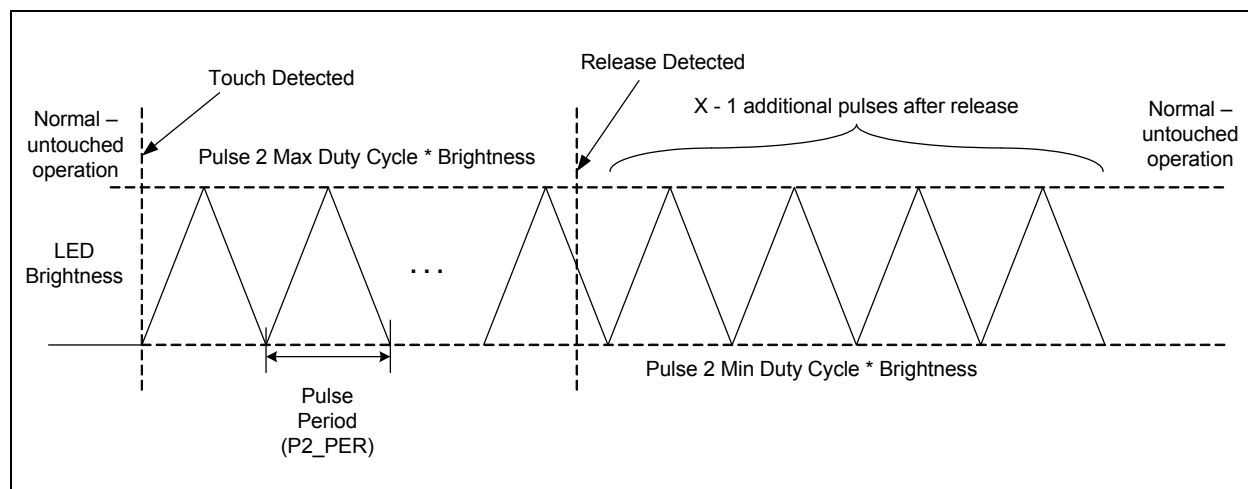 Touch Detected
Release Detected
X - 1 additional pulses after release
Normal –
untouched
operation
Normal –
untouched
operation
Pulse 2 Max Duty Cycle * Brightness
LED
Brightness
. . .
Pulse 2 Min Duty Cycle * Brightness
Pulse
Period
(P2_PER)